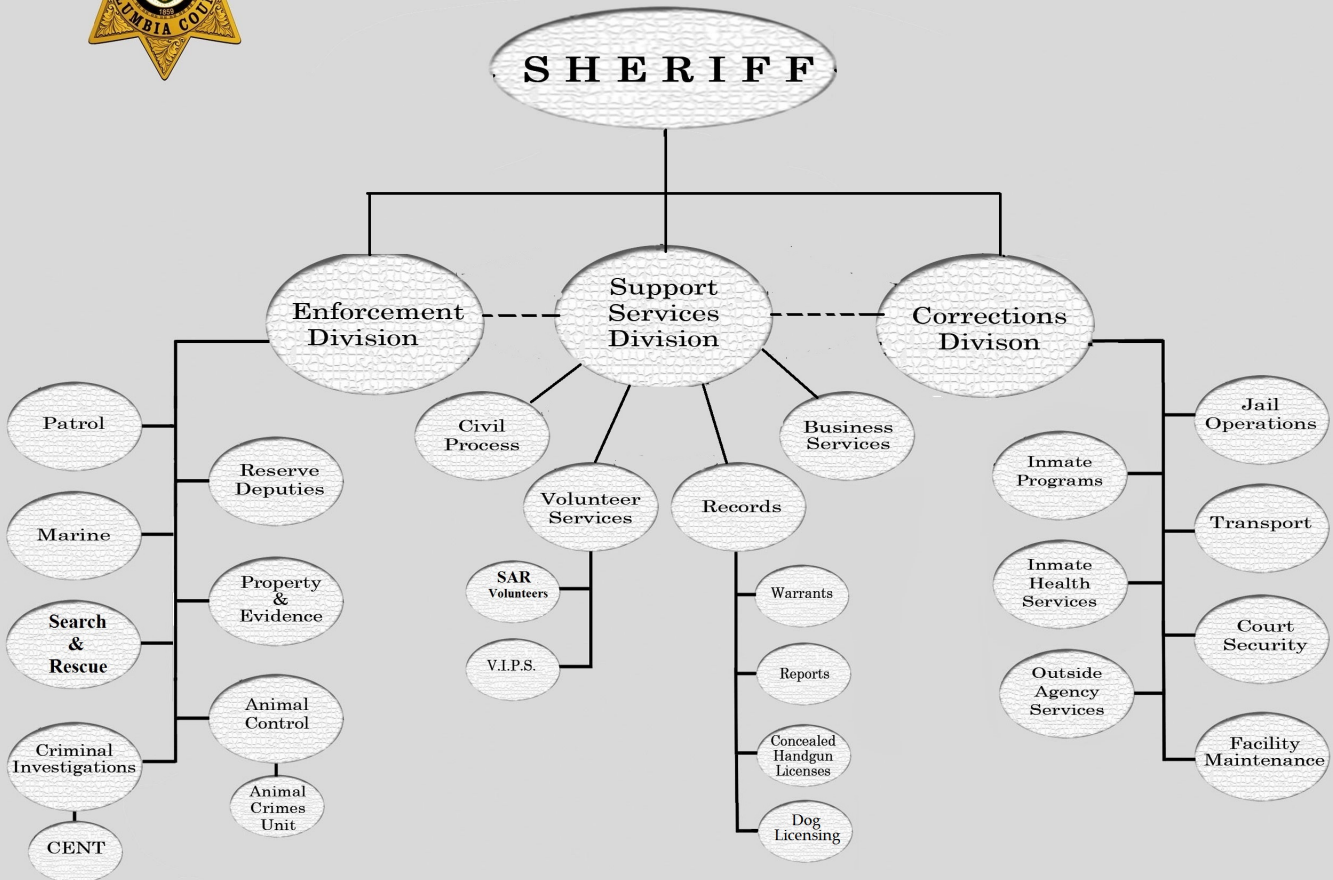 1859
COUN
SHERIFF
Enforcement
Division
Support
Services
Division
Corrections
Divison
Patrol
Reserve
Deputies
Marine
Property
&
Evidence
Search
&
Rescue
Animal
Control
Criminal
Investigations
Animal
Crimes
Unit
CENT
Civil
Process
Volunteer
Services
SAR
Volunteers
V.I.P.S.
Records
Warrants
Reports
Concealed
Handgun
Licenses
Dog
Licensing
Business
Services
Jail
Operations
Inmate
Programs
Transport
Inmate
Health
Services
Court
Security
Outside
Agency
Services
Facility
Maintenance